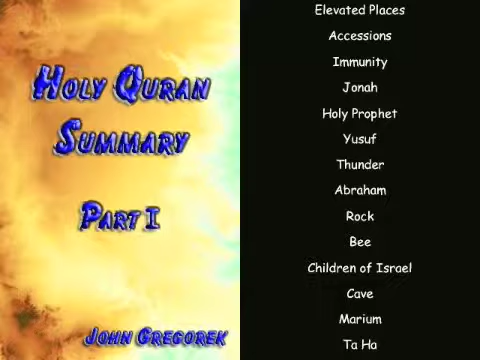 Holy Quran
Summary
Part I
John Gregorek
Elevated Places
Accessions
Immunity
Jonah
Holy Prophet
Yusuf
Thunder
Abraham
Rock
Bee
Children of Israel
Cave
Marium
Ta Ha